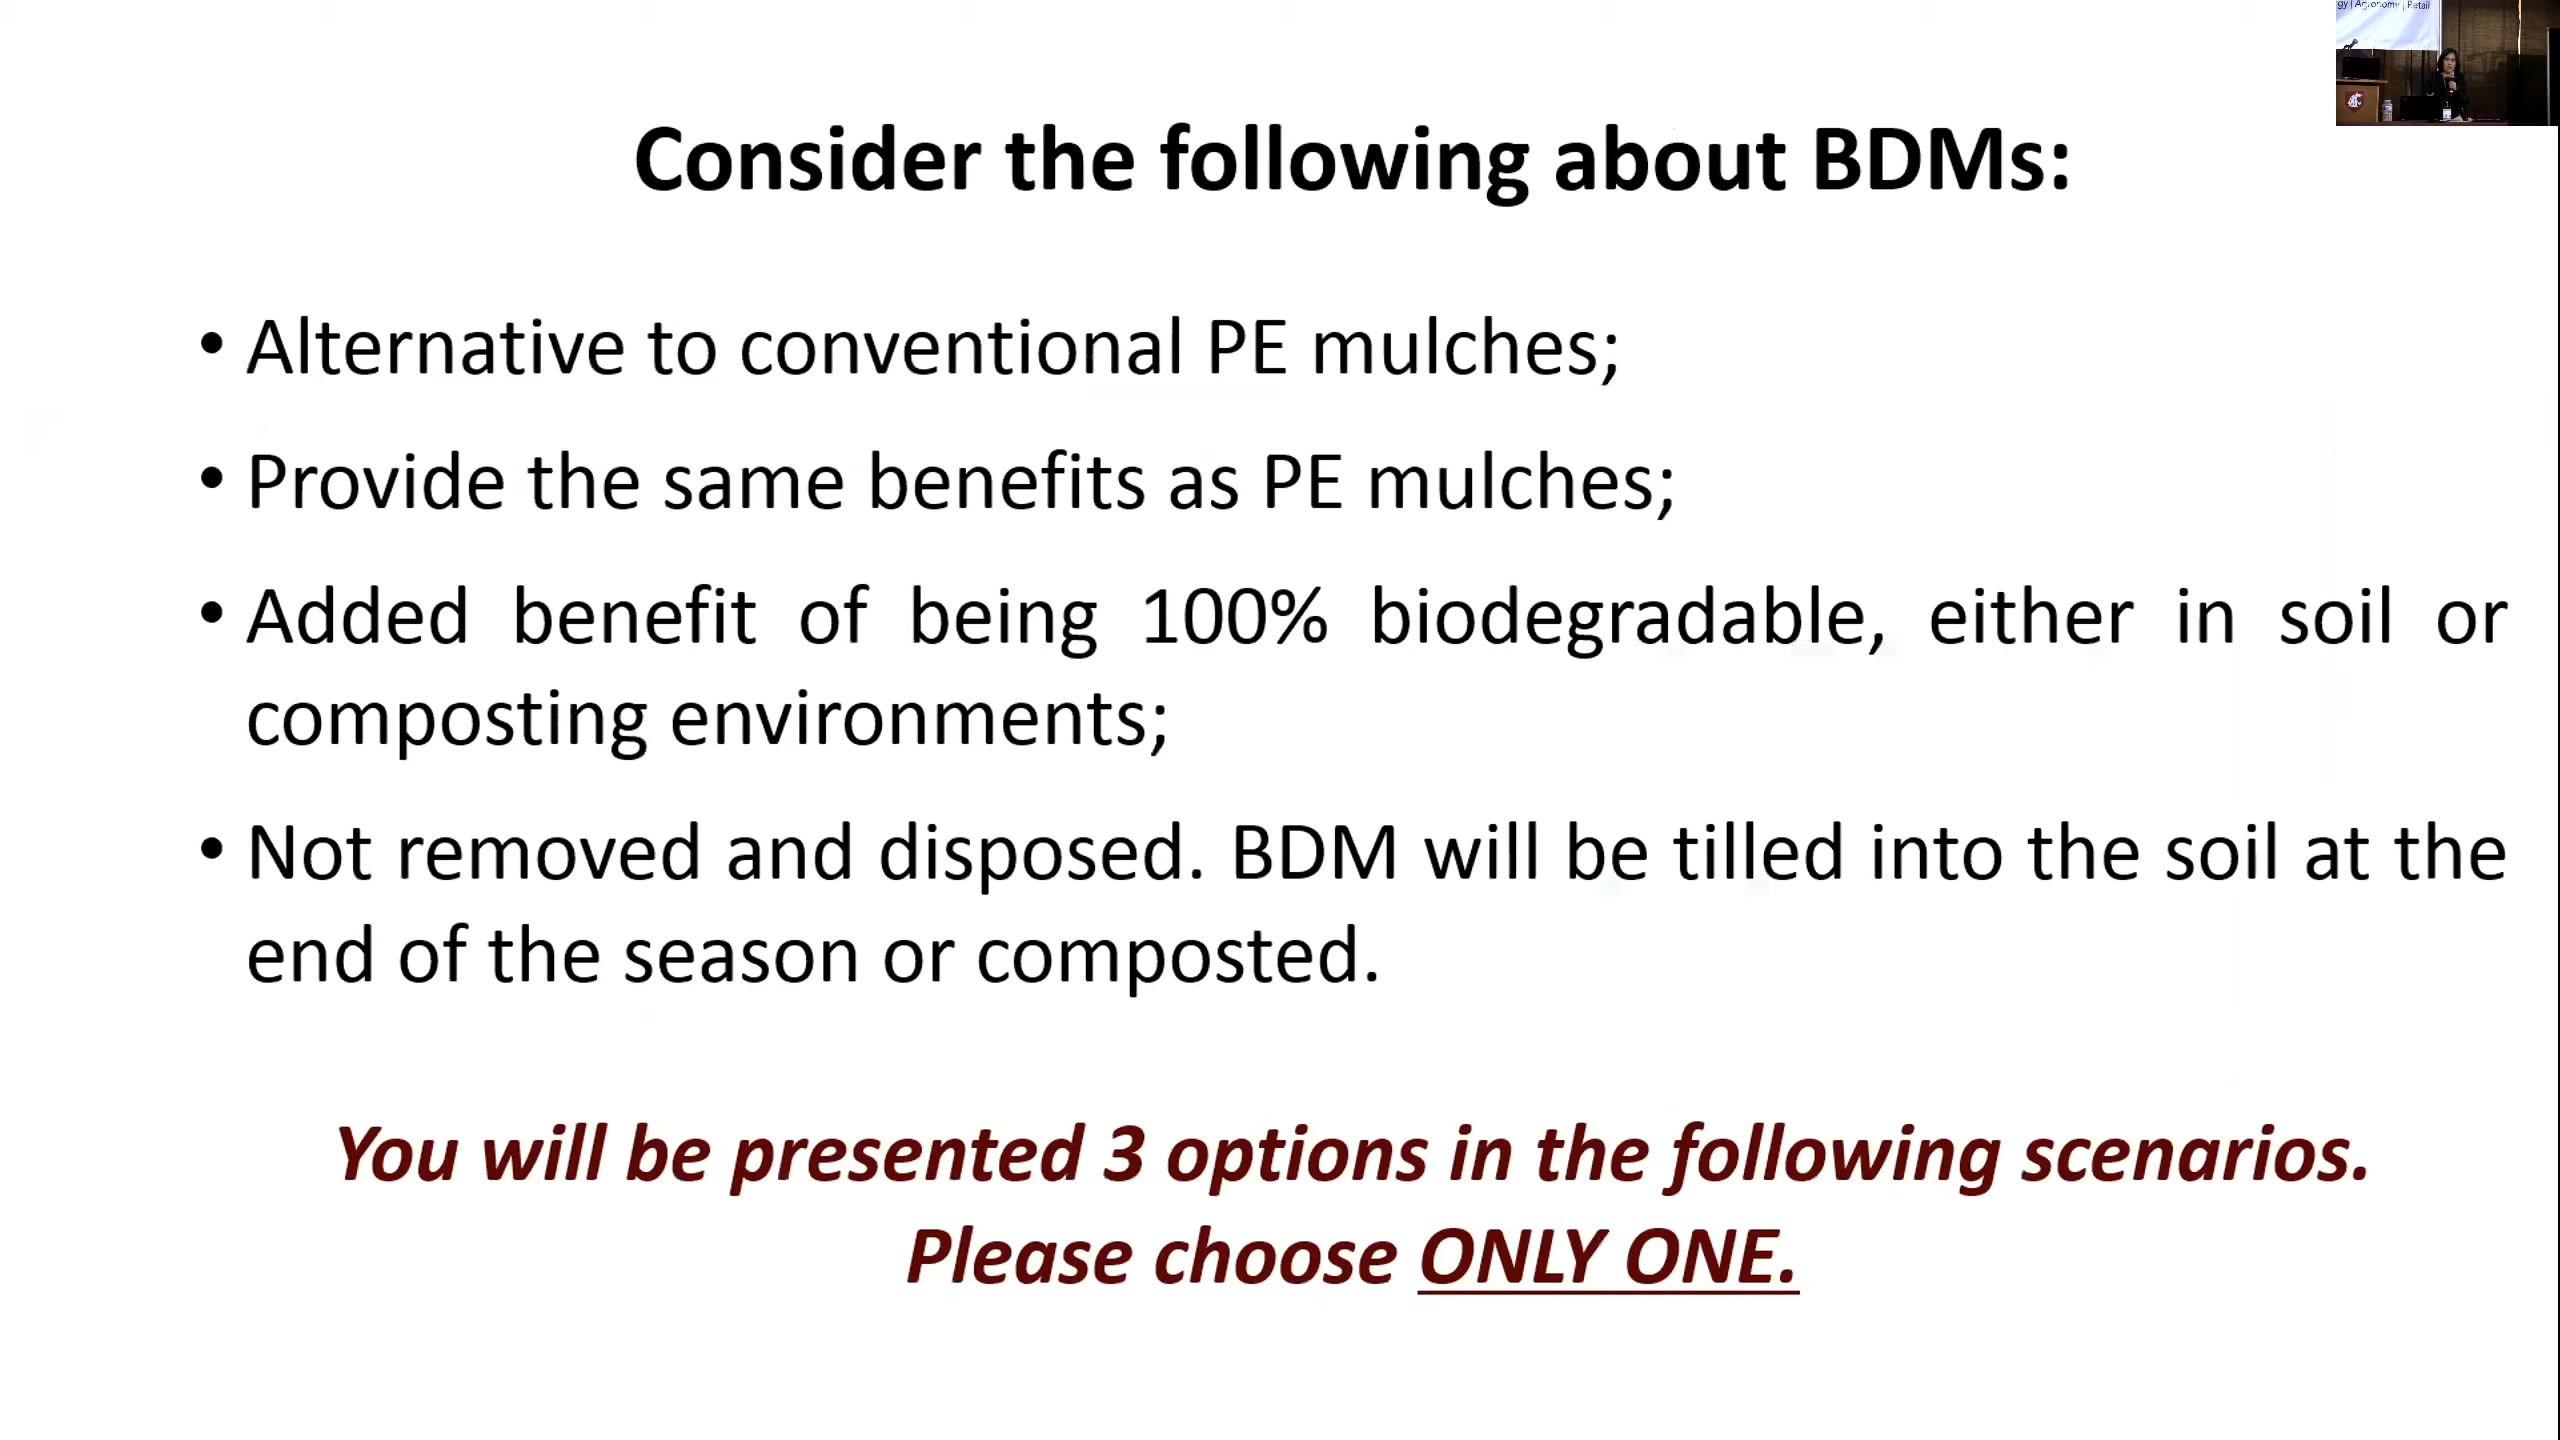 gy | Agronomy | Retail
Consider the following about BDMs:
• Alternative to conventional PE mulches;
• Provide the same benefits as PE mulches;
• Added benefit of being 100% biodegradable, either in soil or
composting environments;
• Not removed and disposed. BDM will be tilled into the soil at the
end of the season or composted.
You will be presented 3 options in the following scenarios.
Please choose ONLY ONE.